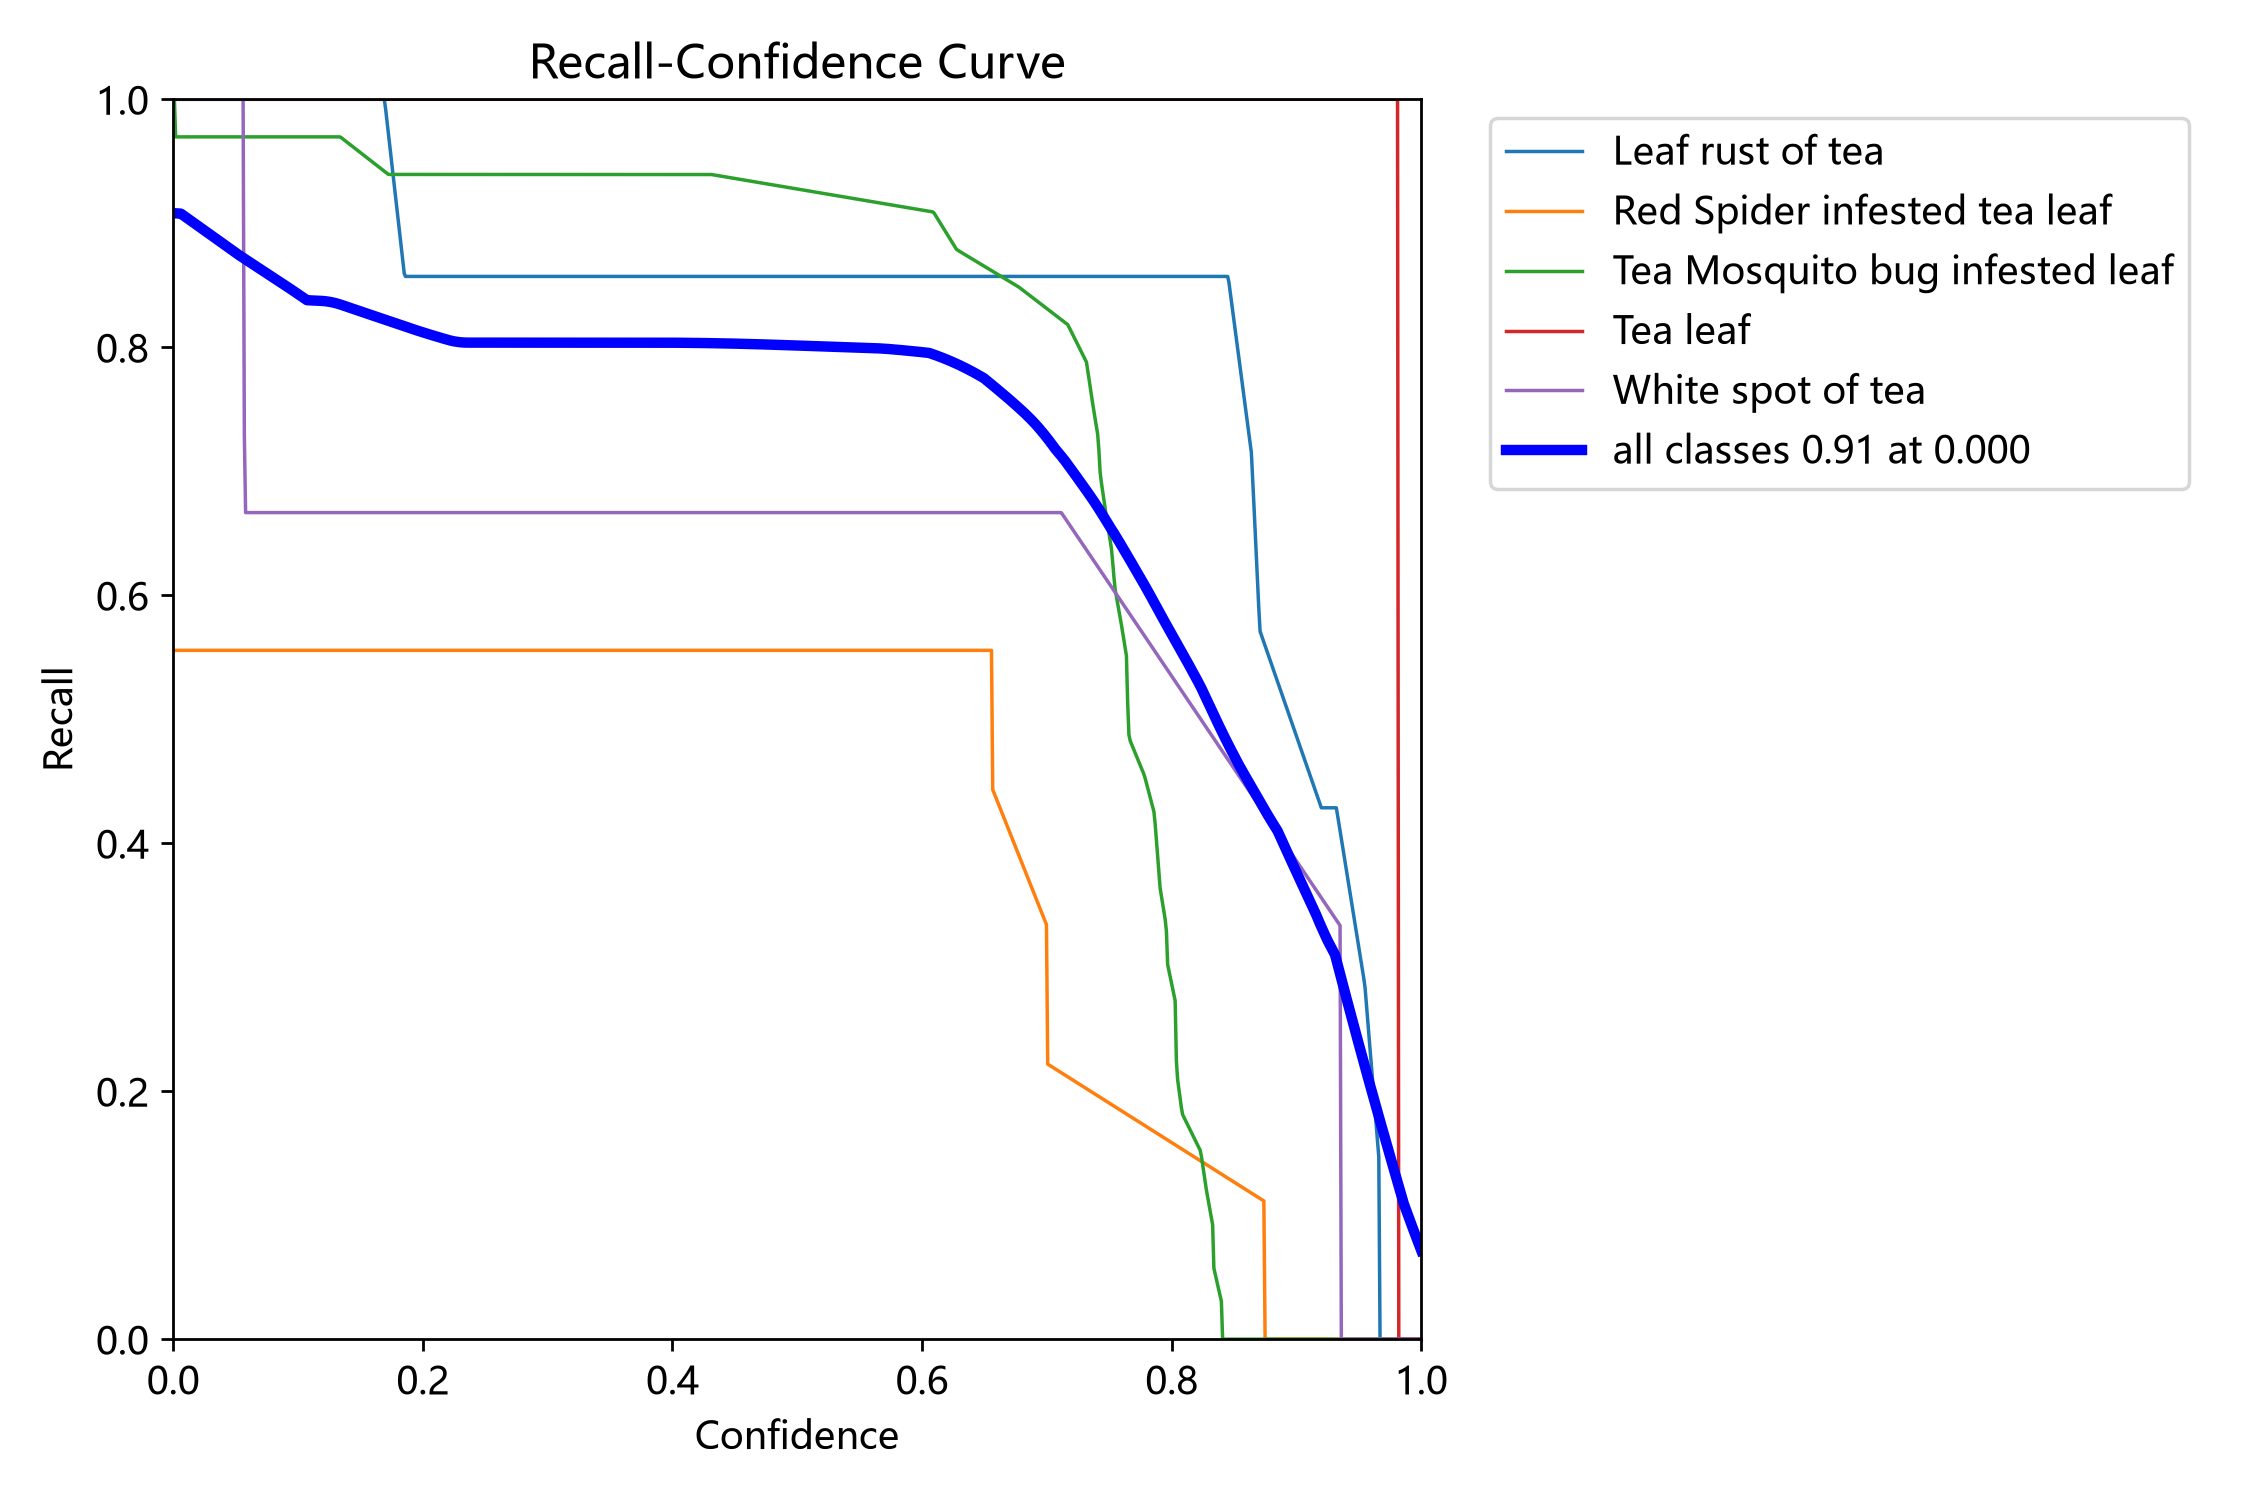 Recall-Confidence Curve
1.0
0.8
0.6
0.4
0.2
0.0
Recall
0.0 0.2 0.4 0.6 0.8 1.0
Confidence
Leaf rust of tea
Red Spider infested tea leaf
Tea Mosquito bug infested leaf
Tea leaf
White spot of tea
all classes 0.91 at 0.000